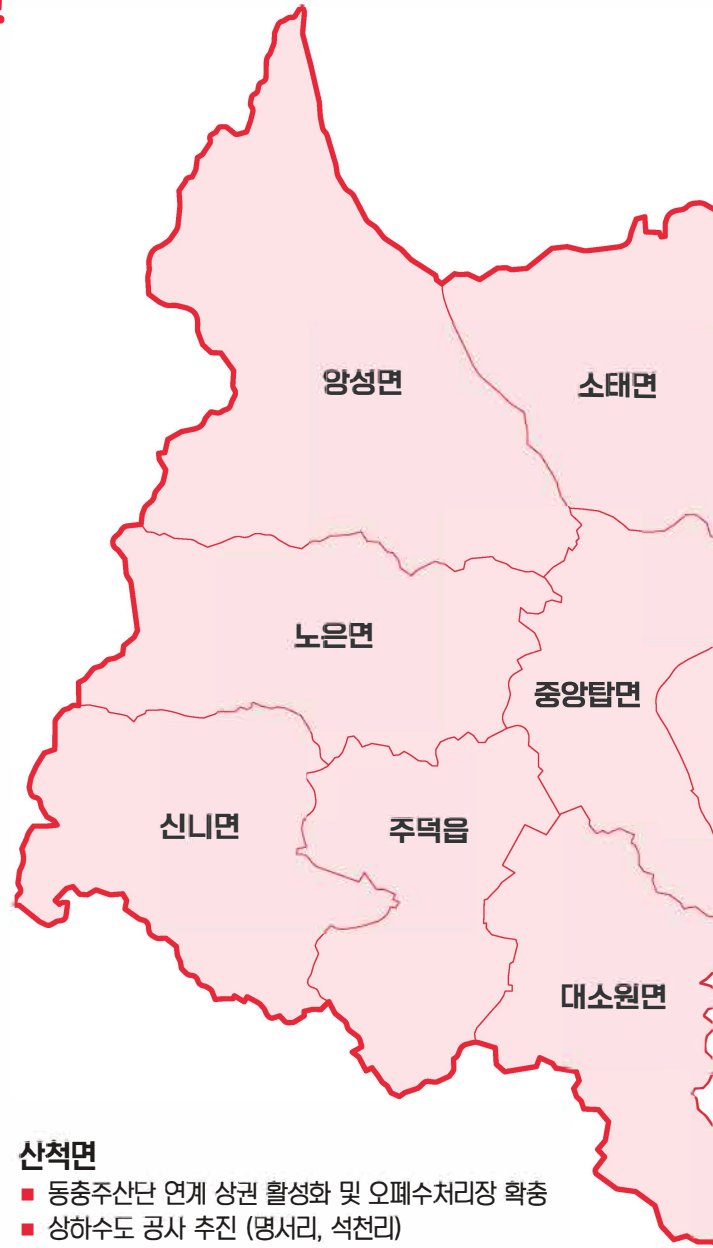 앙성면
소태면
노은면
중앙탑면
신니면
주덕읍
대소원면
산척면
■ 동충주산단 연계 상권 활성화 및 오폐수처리장 확충
■ 상하수도 공사 추진 (명서리, 석천리)